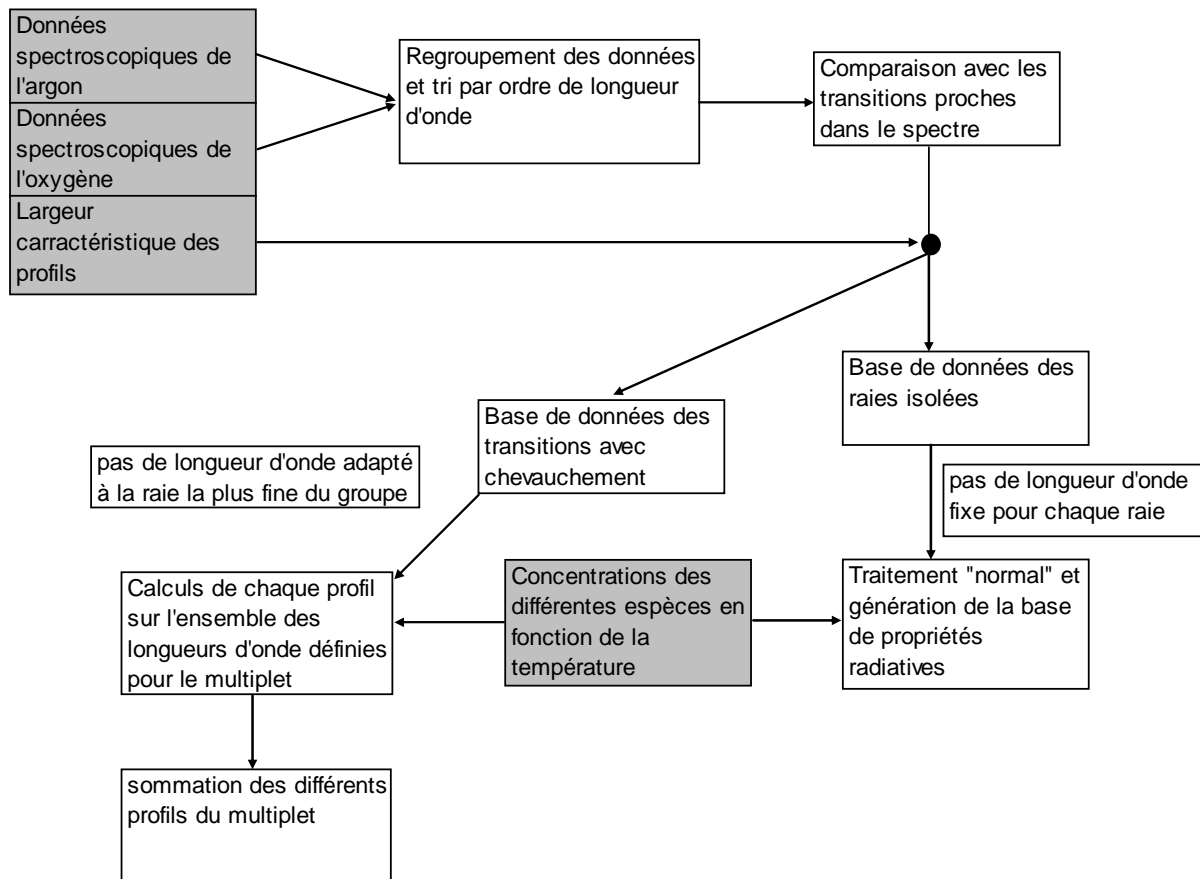 Données
spectroscopiques de
l'argon
Données
spectroscopiques de
l'oxygène
Largeur
carractéristique des
profils
Regroupement des données
et tri par ordre de longueur
d'onde
Comparaison avec les
transitions proches
dans le spectre
Base de données des
raies isolées
Base de données des
transitions avec
chevauchement
pas de longueur d'onde adapté
à la raie la plus fine du groupe
pas de longueur d'onde
fixe pour chaque raie
Calculs de chaque profil
sur l'ensemble des
longueurs d'onde définies
pour le multiplet
Concentrations des
différentes espèces en
fonction de la
température
Traitement "normal" et
génération de la base
de propriétés
radiatives
sommation des différents
profils du multiplet